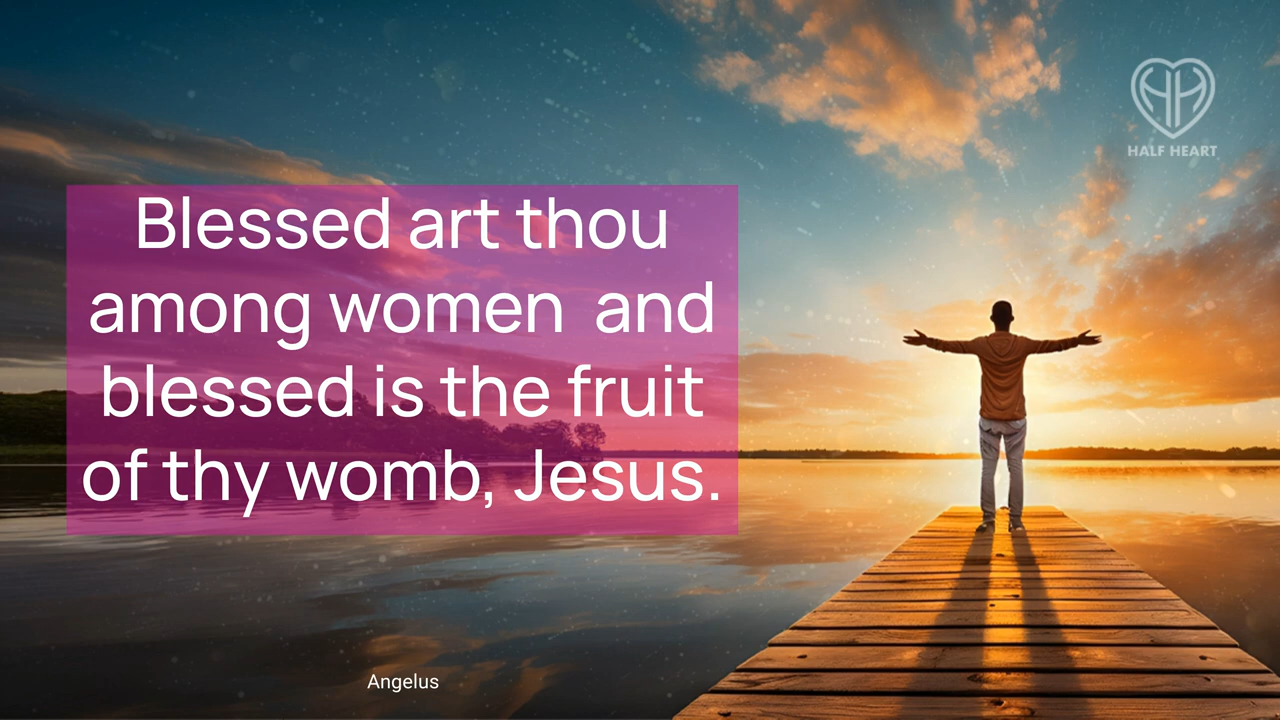 HALF HEART
Blessed art thou
among women  and
blessed is the fruit
of thy womb, Jesus.
Angelus